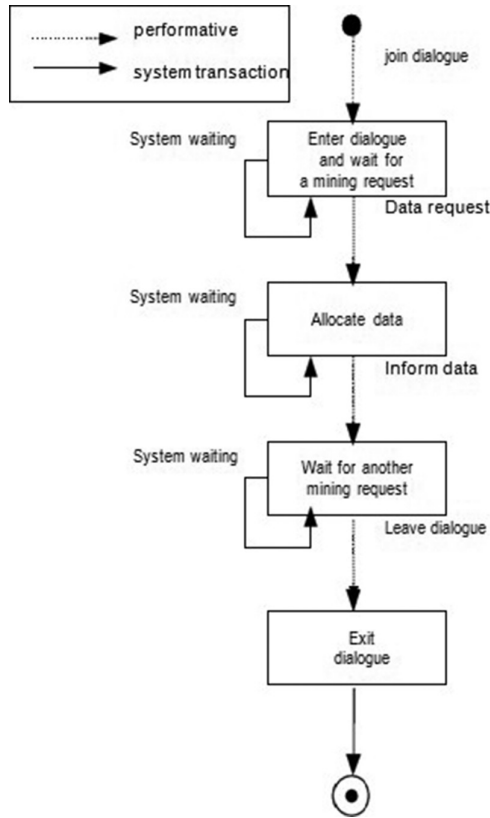 performative
system transaction
join dialogue
System waiting
Enter dialogue
and wait for
a mining request
Data request
System waiting
Allocate data
Inform data
System waiting
Wait for another
mining request
Leave dialogue
Exit
dialogue